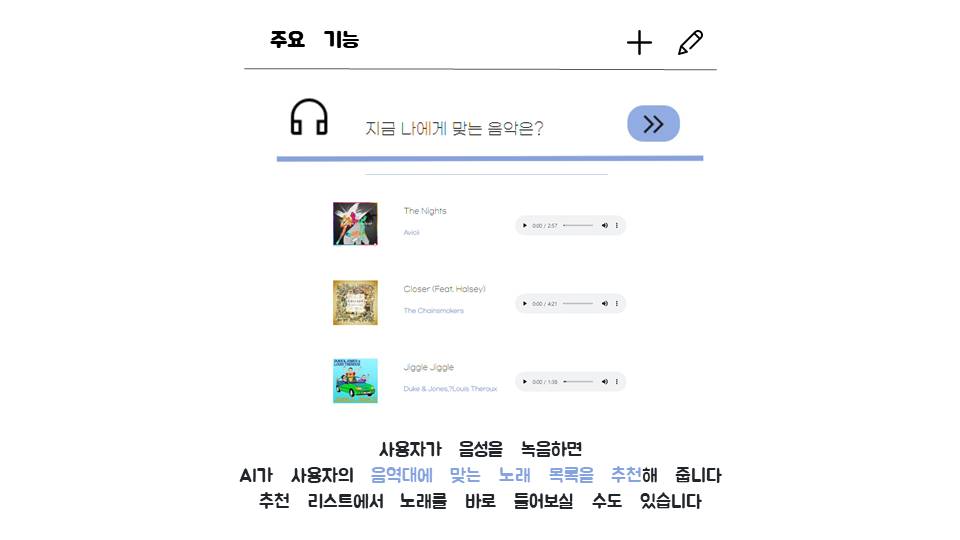 주요 기능
지금 나에게 맞는 음악은?
The Nights
Avicii
0:00 / 2:57
Closer (Feat. Halsey)
The Chainsmokers
0:00 / 4:21
Jiggle Jiggle
Duke & Jones,?Louis Theroux
0:00 / 1:38
사용자가 음성을 녹음하면
AI가 사용자의 음역대에 맞는 노래 목록을 추천해 줍니다
추천 리스트에서 노래를 바로 들어보실 수도 있습니다